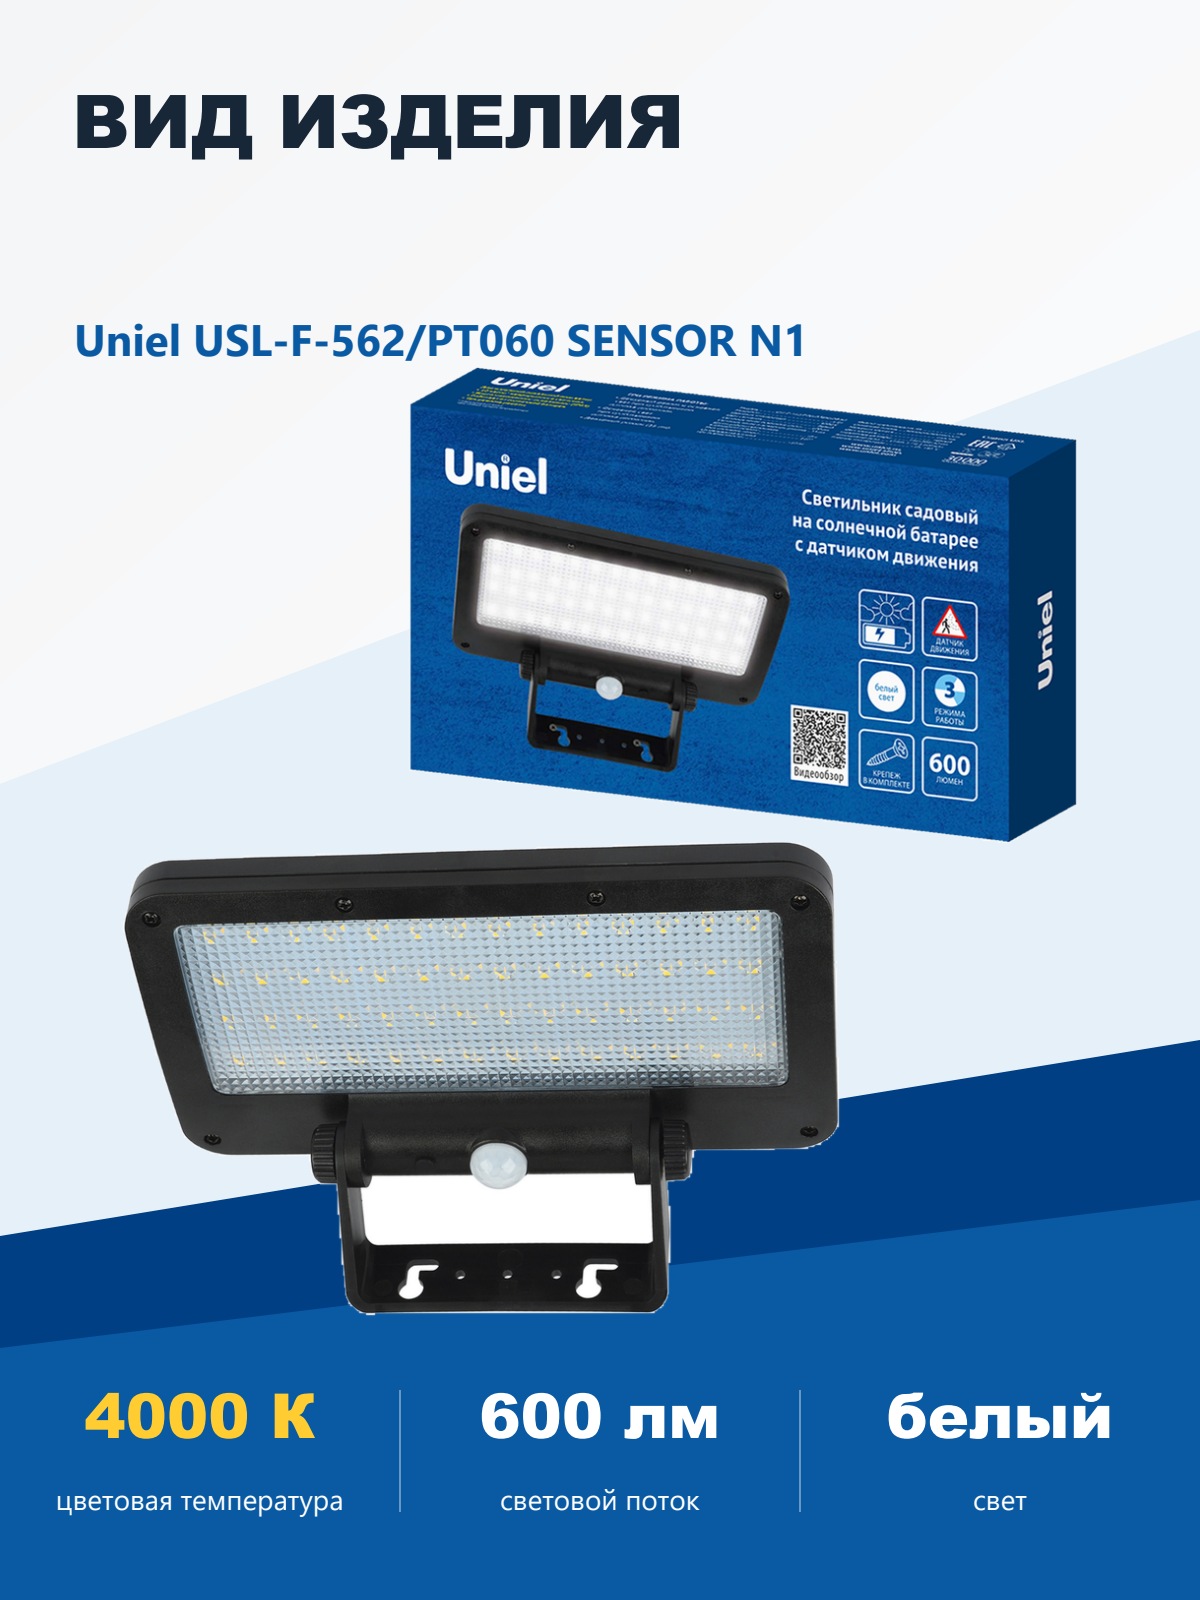 ВИД ИЗДЕЛИЯ
Uniel USL-F-562/PT060 SENSOR N1
Uniel
Uniel
Светильник садовый
на солнечной батарее
с датчиком движения
ДАТЧИК
ДВИЖЕНИЯ
белый
свет
3
РЕЖИМА
РАБОТЫ
КРЕПЕЖ
В КОМПЛЕКТЕ
600
ЛЮМЕН
Видеообзор
Uniel
4000 К
цветовая температура
600 лм
световой поток
белый
свет